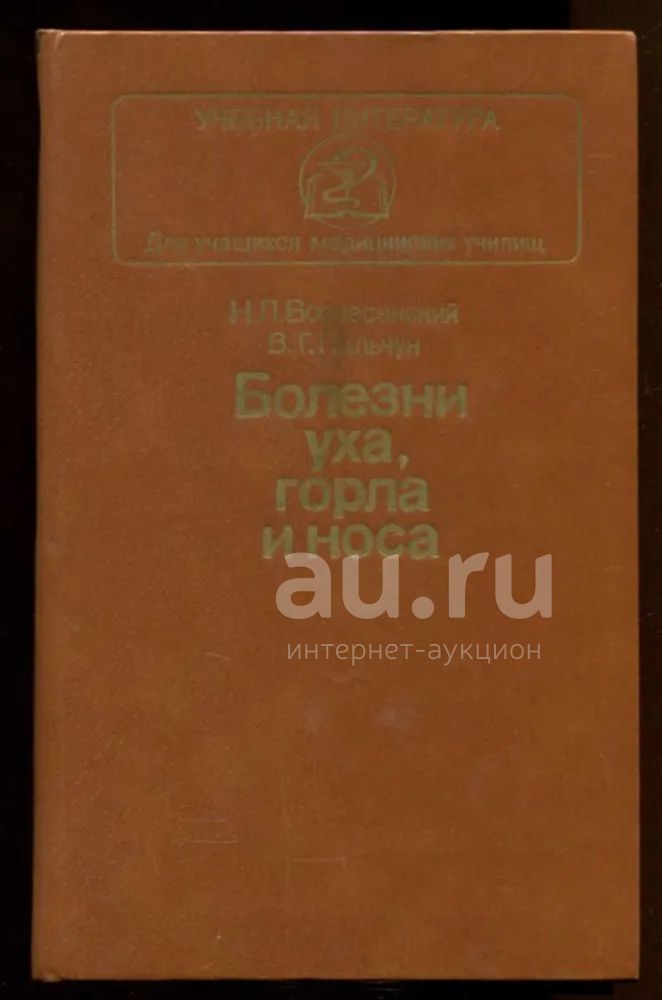 УЧЕБНАЯ ЛИТЕРАТУРА
Для учащихся медицинских училищ
Н.Л.Вознесенский
В.Т.Пальчун
Болезни
уха,
горла
и носа
au.ru
интернет-аукцион